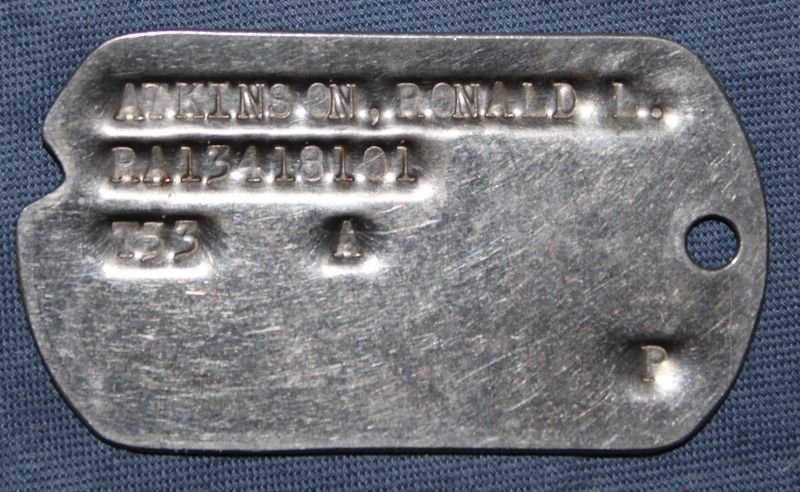 ATKINSON, RONALD L.
RA13418101
T53 A
P